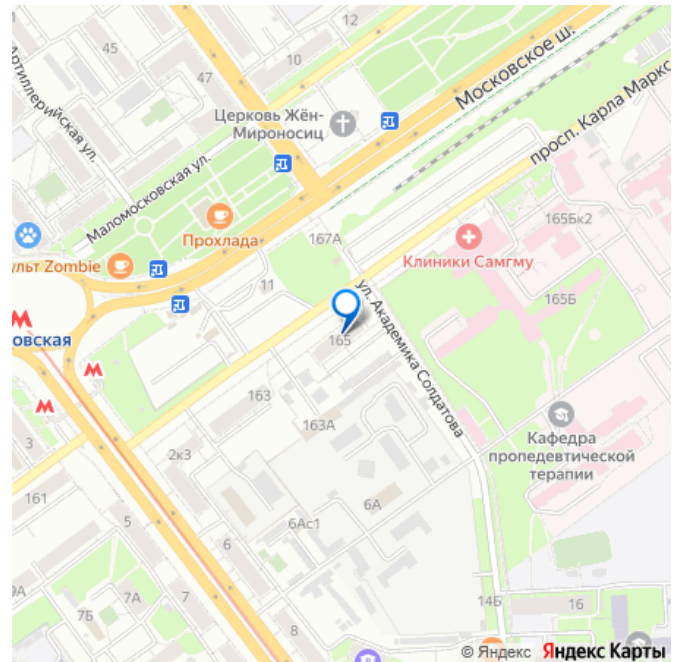 12
45
10
47
Артиллерийская ул.
Московское ш.
Церковь Жён-
Мироносиц
просп. Карла Маркс
Маломосковская ул.
Прохлада
167А
165Бк2
Клиники Самгму
ульт Zombie
11
165Б
ул. Академика Солдатова
овская
165
163
163А
Кафедра
пропедевтической
терапии
3
2к3
161
6А
6Ас1
5
6
9А
7Б
7А
7
8
14Б
16
© Яндекс Яндекс Карты